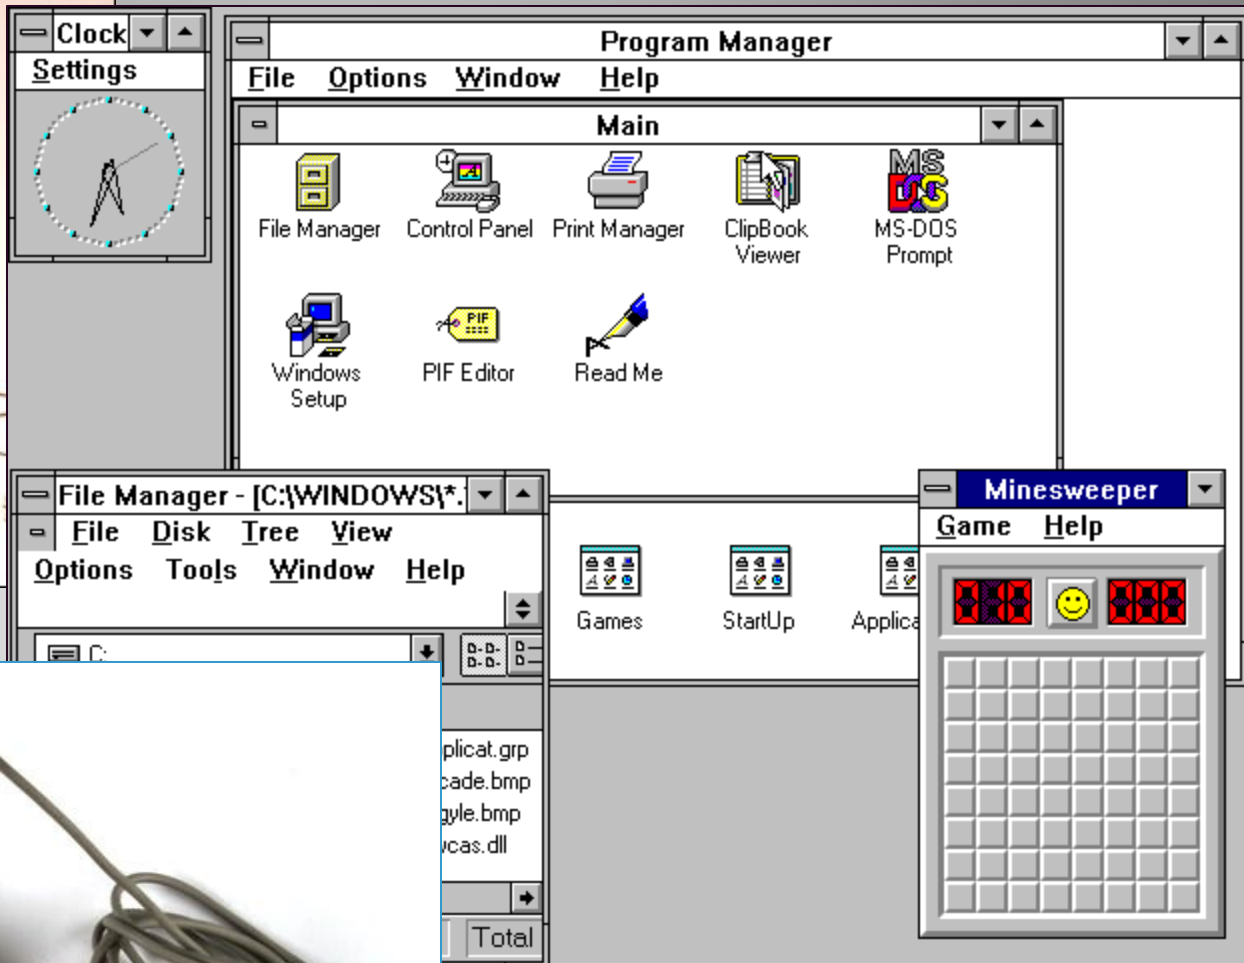 Clock
Settings
Program Manager
File Options Window Help
Main
File Manager
Control Panel
Print Manager
ClipBook
Viewer
MS-DOS
Prompt
Windows
Setup
PIF Editor
Read Me
File Manager - [C:\WINDOWS\*.
File Disk Tree View
Options Tools Window Help
C:
plicat.grp
cade.bmp
gyle.bmp
cas.dll
Total
Games
StartUp
Applica
Minesweeper
Game Help